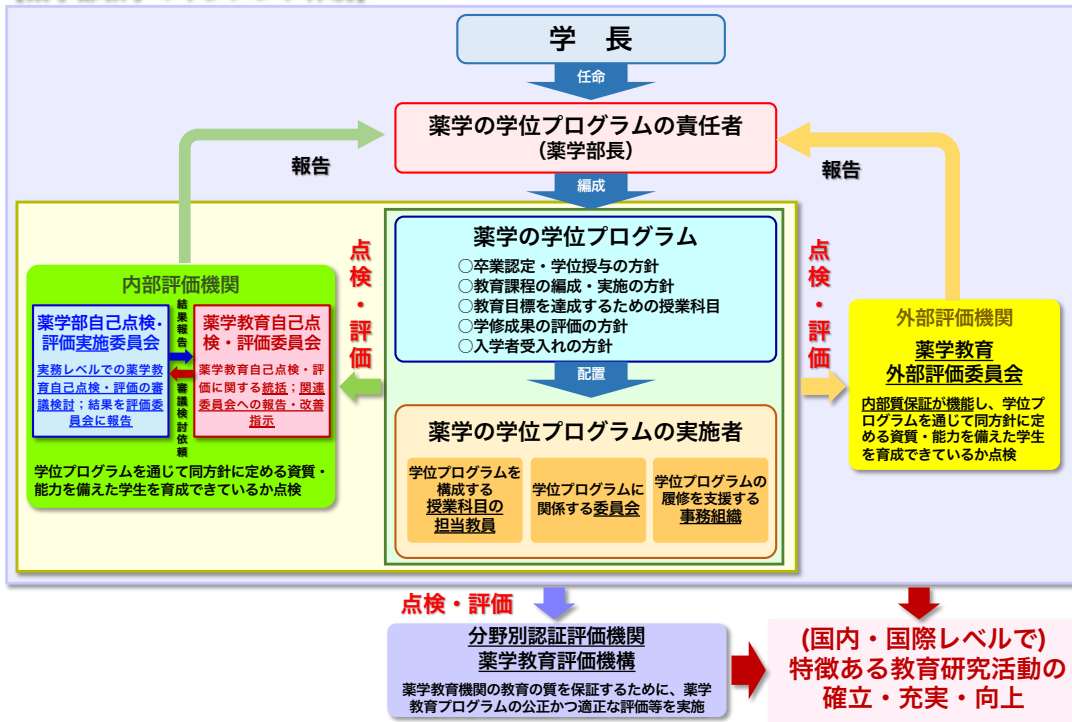 学　長
任命
薬学の学位プログラムの責任者
（薬学部長）
報告
報告
編成
薬学の学位プログラム
○卒業認定・学位授与の方針
○教育課程の編成・実施の方針
○教育目標を達成するための授業科目
○学修成果の評価の方針
○入学者受入れの方針
配置
点検・評価
点検・評価
内部評価機関
薬学部自己点検・
評価実施委員会
実務レベルでの薬学教
育自己点検・評価の審
議検討；結果を評価委
員会に報告
結果報告
審議検討依頼
薬学教育自己点
検・評価委員会
薬学教育自己点検・評
価に関する統括；関連
委員会への報告・改善
指示
学位プログラムを通じて同方針に定める資質・
能力を備えた学生を育成できているか点検
外部評価機関
薬学教育
外部評価委員会
内部質保証が機能し、学位プ
ログラムを通じて同方針に定
める資質・能力を備えた学生
を育成できているか点検
薬学の学位プログラムの実施者
学位プログラムを
構成する
授業科目の
担当教員
学位プログラムに
関係する委員会
学位プログラムの
履修を支援する
事務組織
点検・評価
分野別認証評価機関
薬学教育評価機構
薬学教育機関の教育の質を保証するために、薬学
教育プログラムの公正かつ適正な評価等を実施
(国内・国際レベルで)
特徴ある教育研究活動の
確立・充実・向上